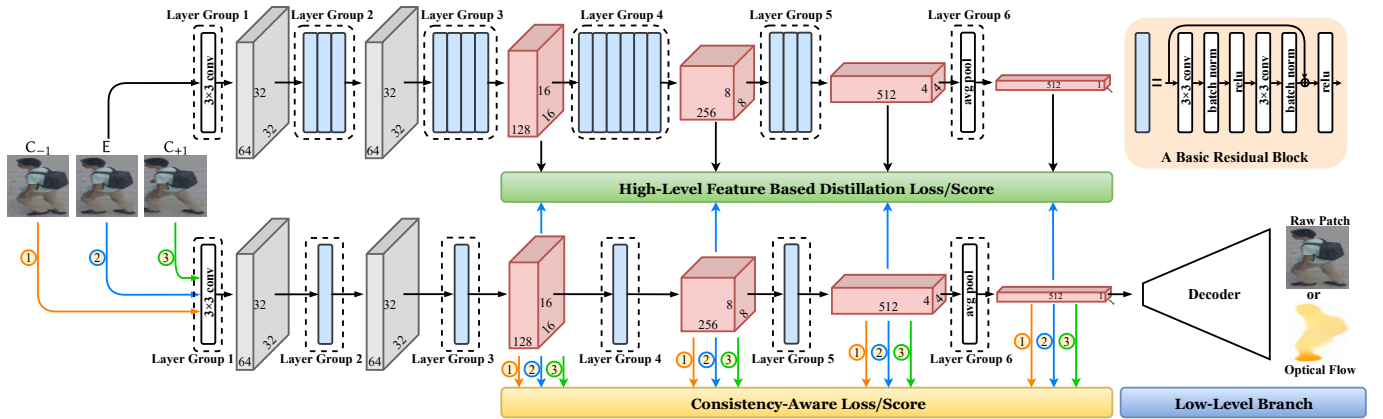 Layer Group 1
Layer Group 2
Layer Group 3
Layer Group 4
Layer Group 5
Layer Group 6
3×3 conv
64
32
32
64
32
32
128
16
16
256
8
8
512
4
4
avg pool
512
1
=
3×3 conv
batch norm
relu
3×3 conv
batch norm
relu
A Basic Residual Block
C−1
E
C+1
High-Level Feature Based Distillation Loss/Score
1
2
3
3×3 conv
64
32
32
64
32
32
128
16
16
256
8
8
512
4
4
avg pool
512
1
Decoder
Raw Patch
or
Optical Flow
Layer Group 1
Layer Group 2
Layer Group 3
Layer Group 4
Layer Group 5
Layer Group 6
1 2 3
1 2 3
1 2 3
1 2 3
Consistency-Aware Loss/Score
Low-Level Branch